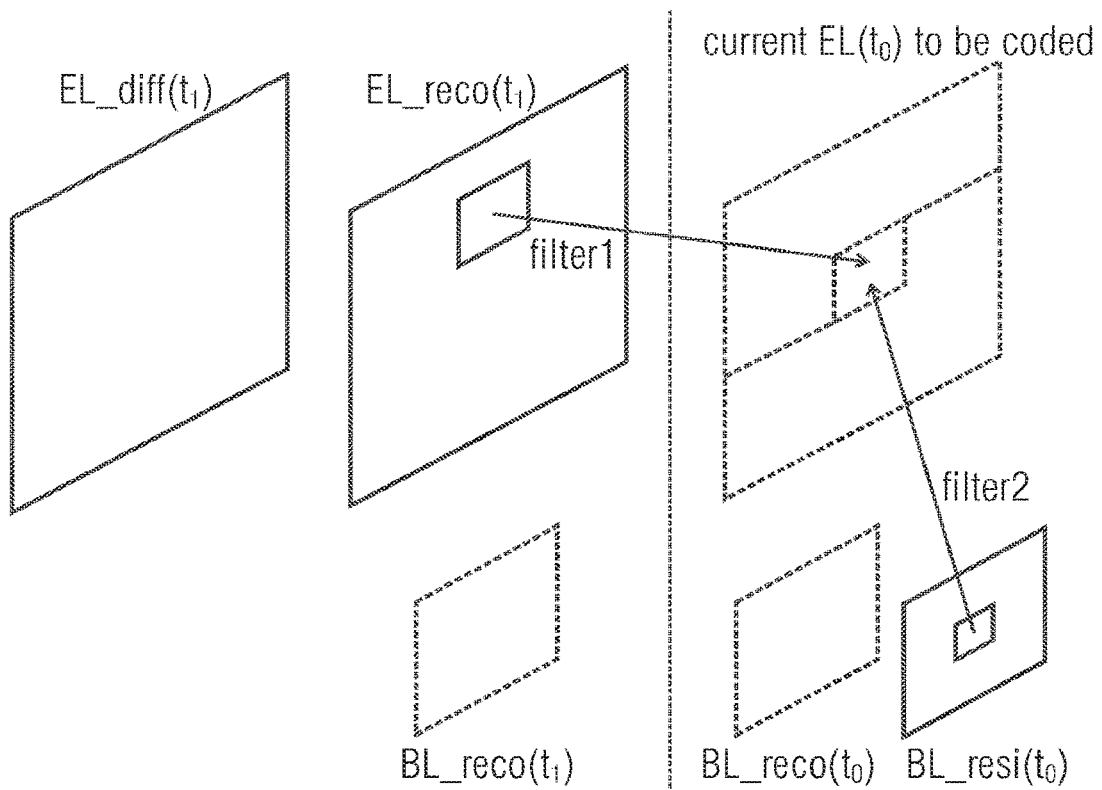 current EL(t₀) to be coded
EL_diff(t₁)
EL_reco(t₁)
filter1
filter2
BL_reco(t₁)
BL_reco(t₀)
BL_resi(t₀)